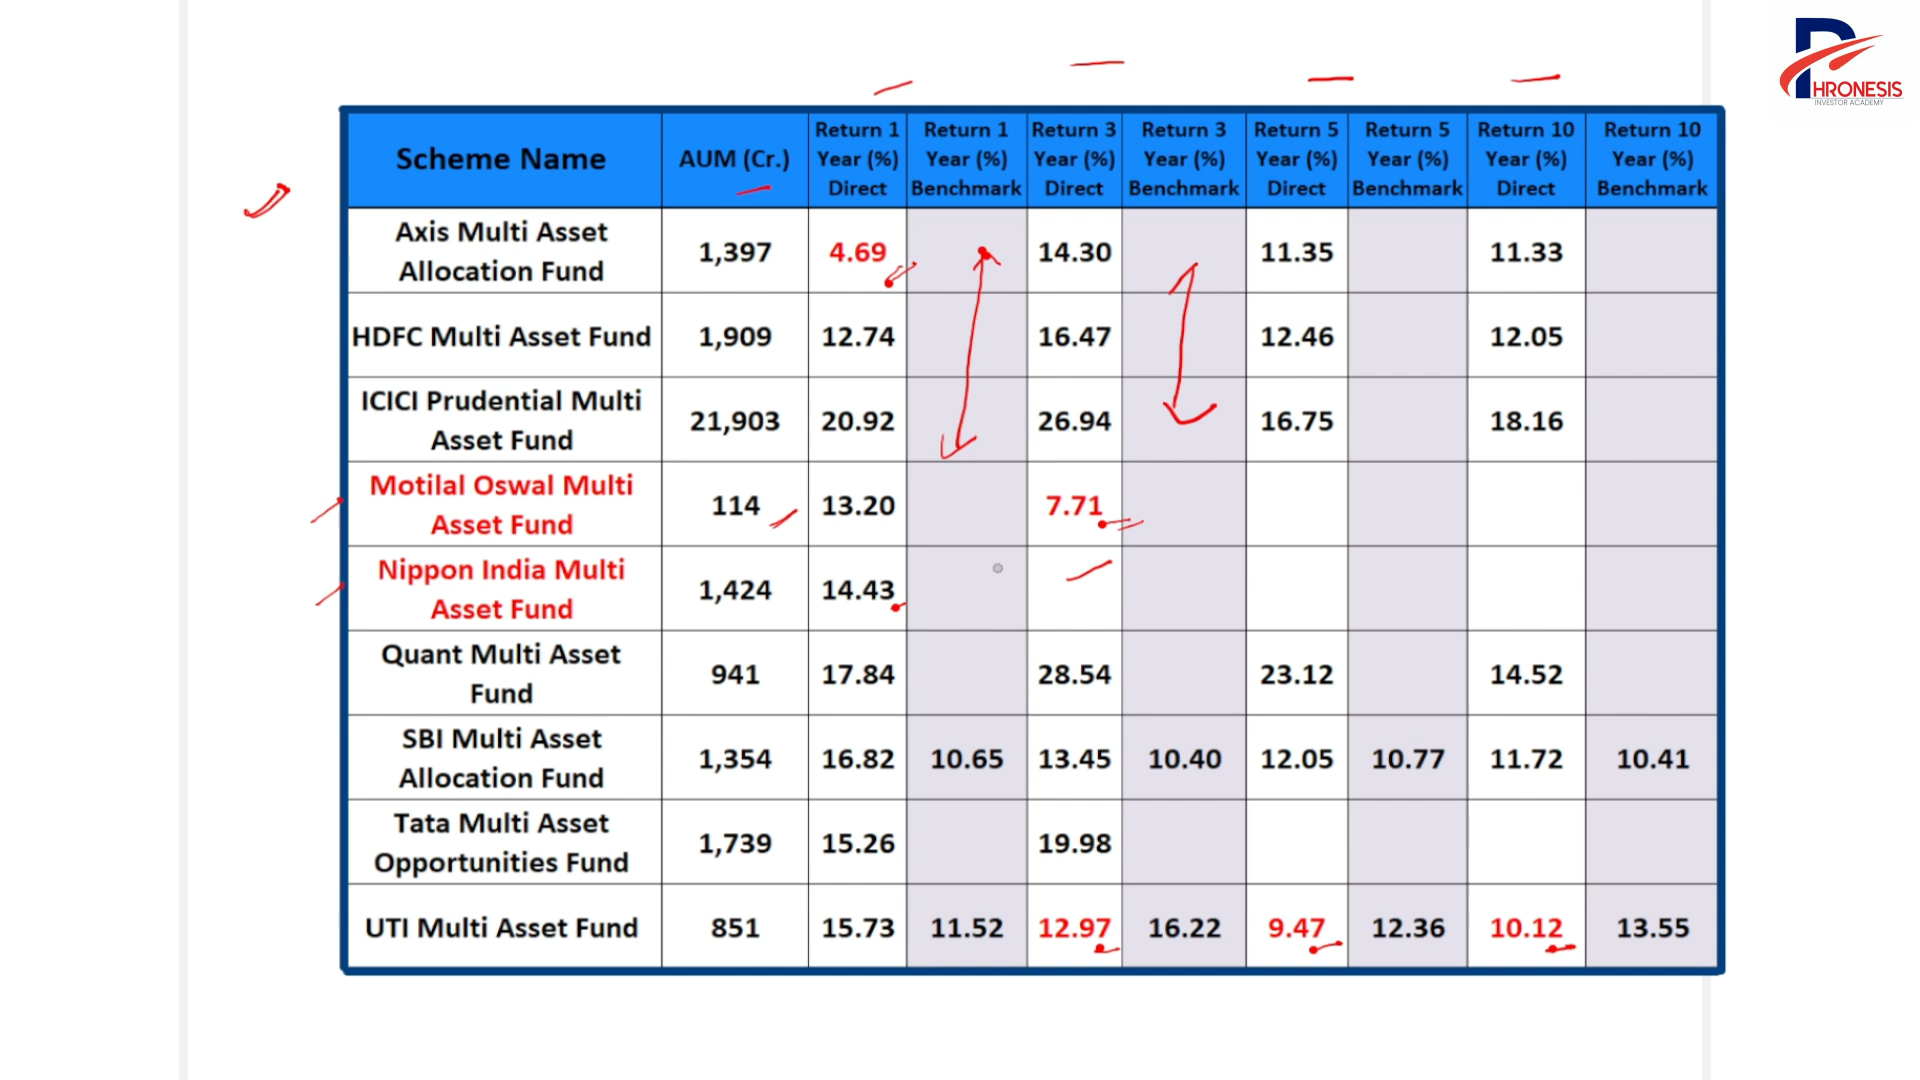 PHRONESIS
INVESTOR ACADEMY
Scheme Name AUM (Cr.) Return 1 Year (%) Direct Return 1 Year (%) Benchmark Return 3 Year (%) Direct Return 3 Year (%) Benchmark Return 5 Year (%) Direct Return 5 Year (%) Benchmark Return 10 Year (%) Direct Return 10 Year (%) Benchmark
Axis Multi Asset Allocation Fund 1,397 4.69 14.30 11.35 11.33
HDFC Multi Asset Fund 1,909 12.74 16.47 12.46 12.05
ICICI Prudential Multi Asset Fund 21,903 20.92 26.94 16.75 18.16
Motilal Oswal Multi Asset Fund 114 13.20 7.71
Nippon India Multi Asset Fund 1,424 14.43
Quant Multi Asset Fund 941 17.84 28.54 23.12 14.52
SBI Multi Asset Allocation Fund 1,354 16.82 10.65 13.45 10.40 12.05 10.77 11.72 10.41
Tata Multi Asset Opportunities Fund 1,739 15.26 19.98
UTI Multi Asset Fund 851 15.73 11.52 12.97 16.22 9.47 12.36 10.12 13.55